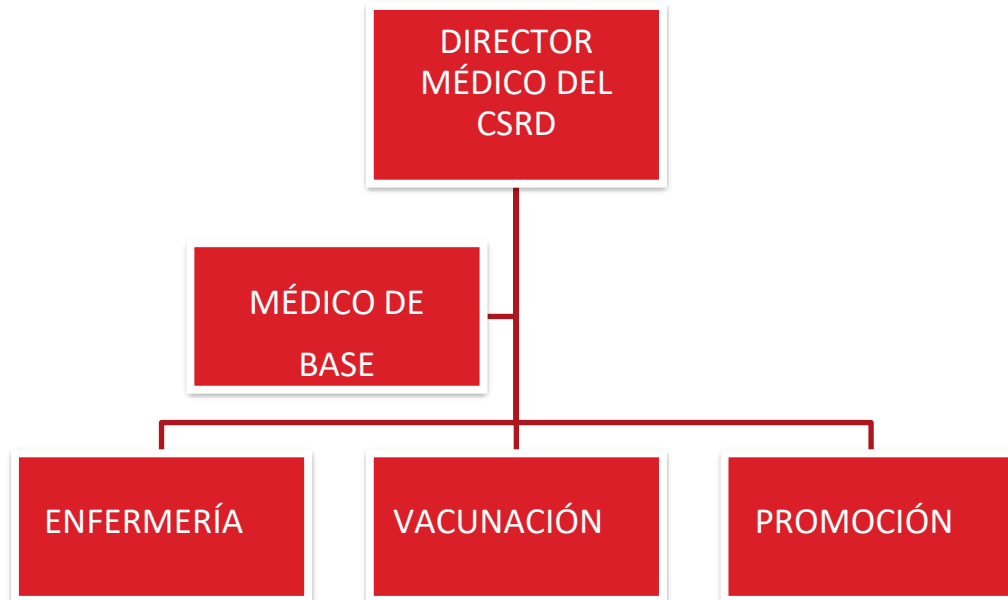 DIRECTOR
MÉDICO DEL
CSRD
MÉDICO DE
BASE
ENFERMERÍA
VACUNACIÓN
PROMOCIÓN